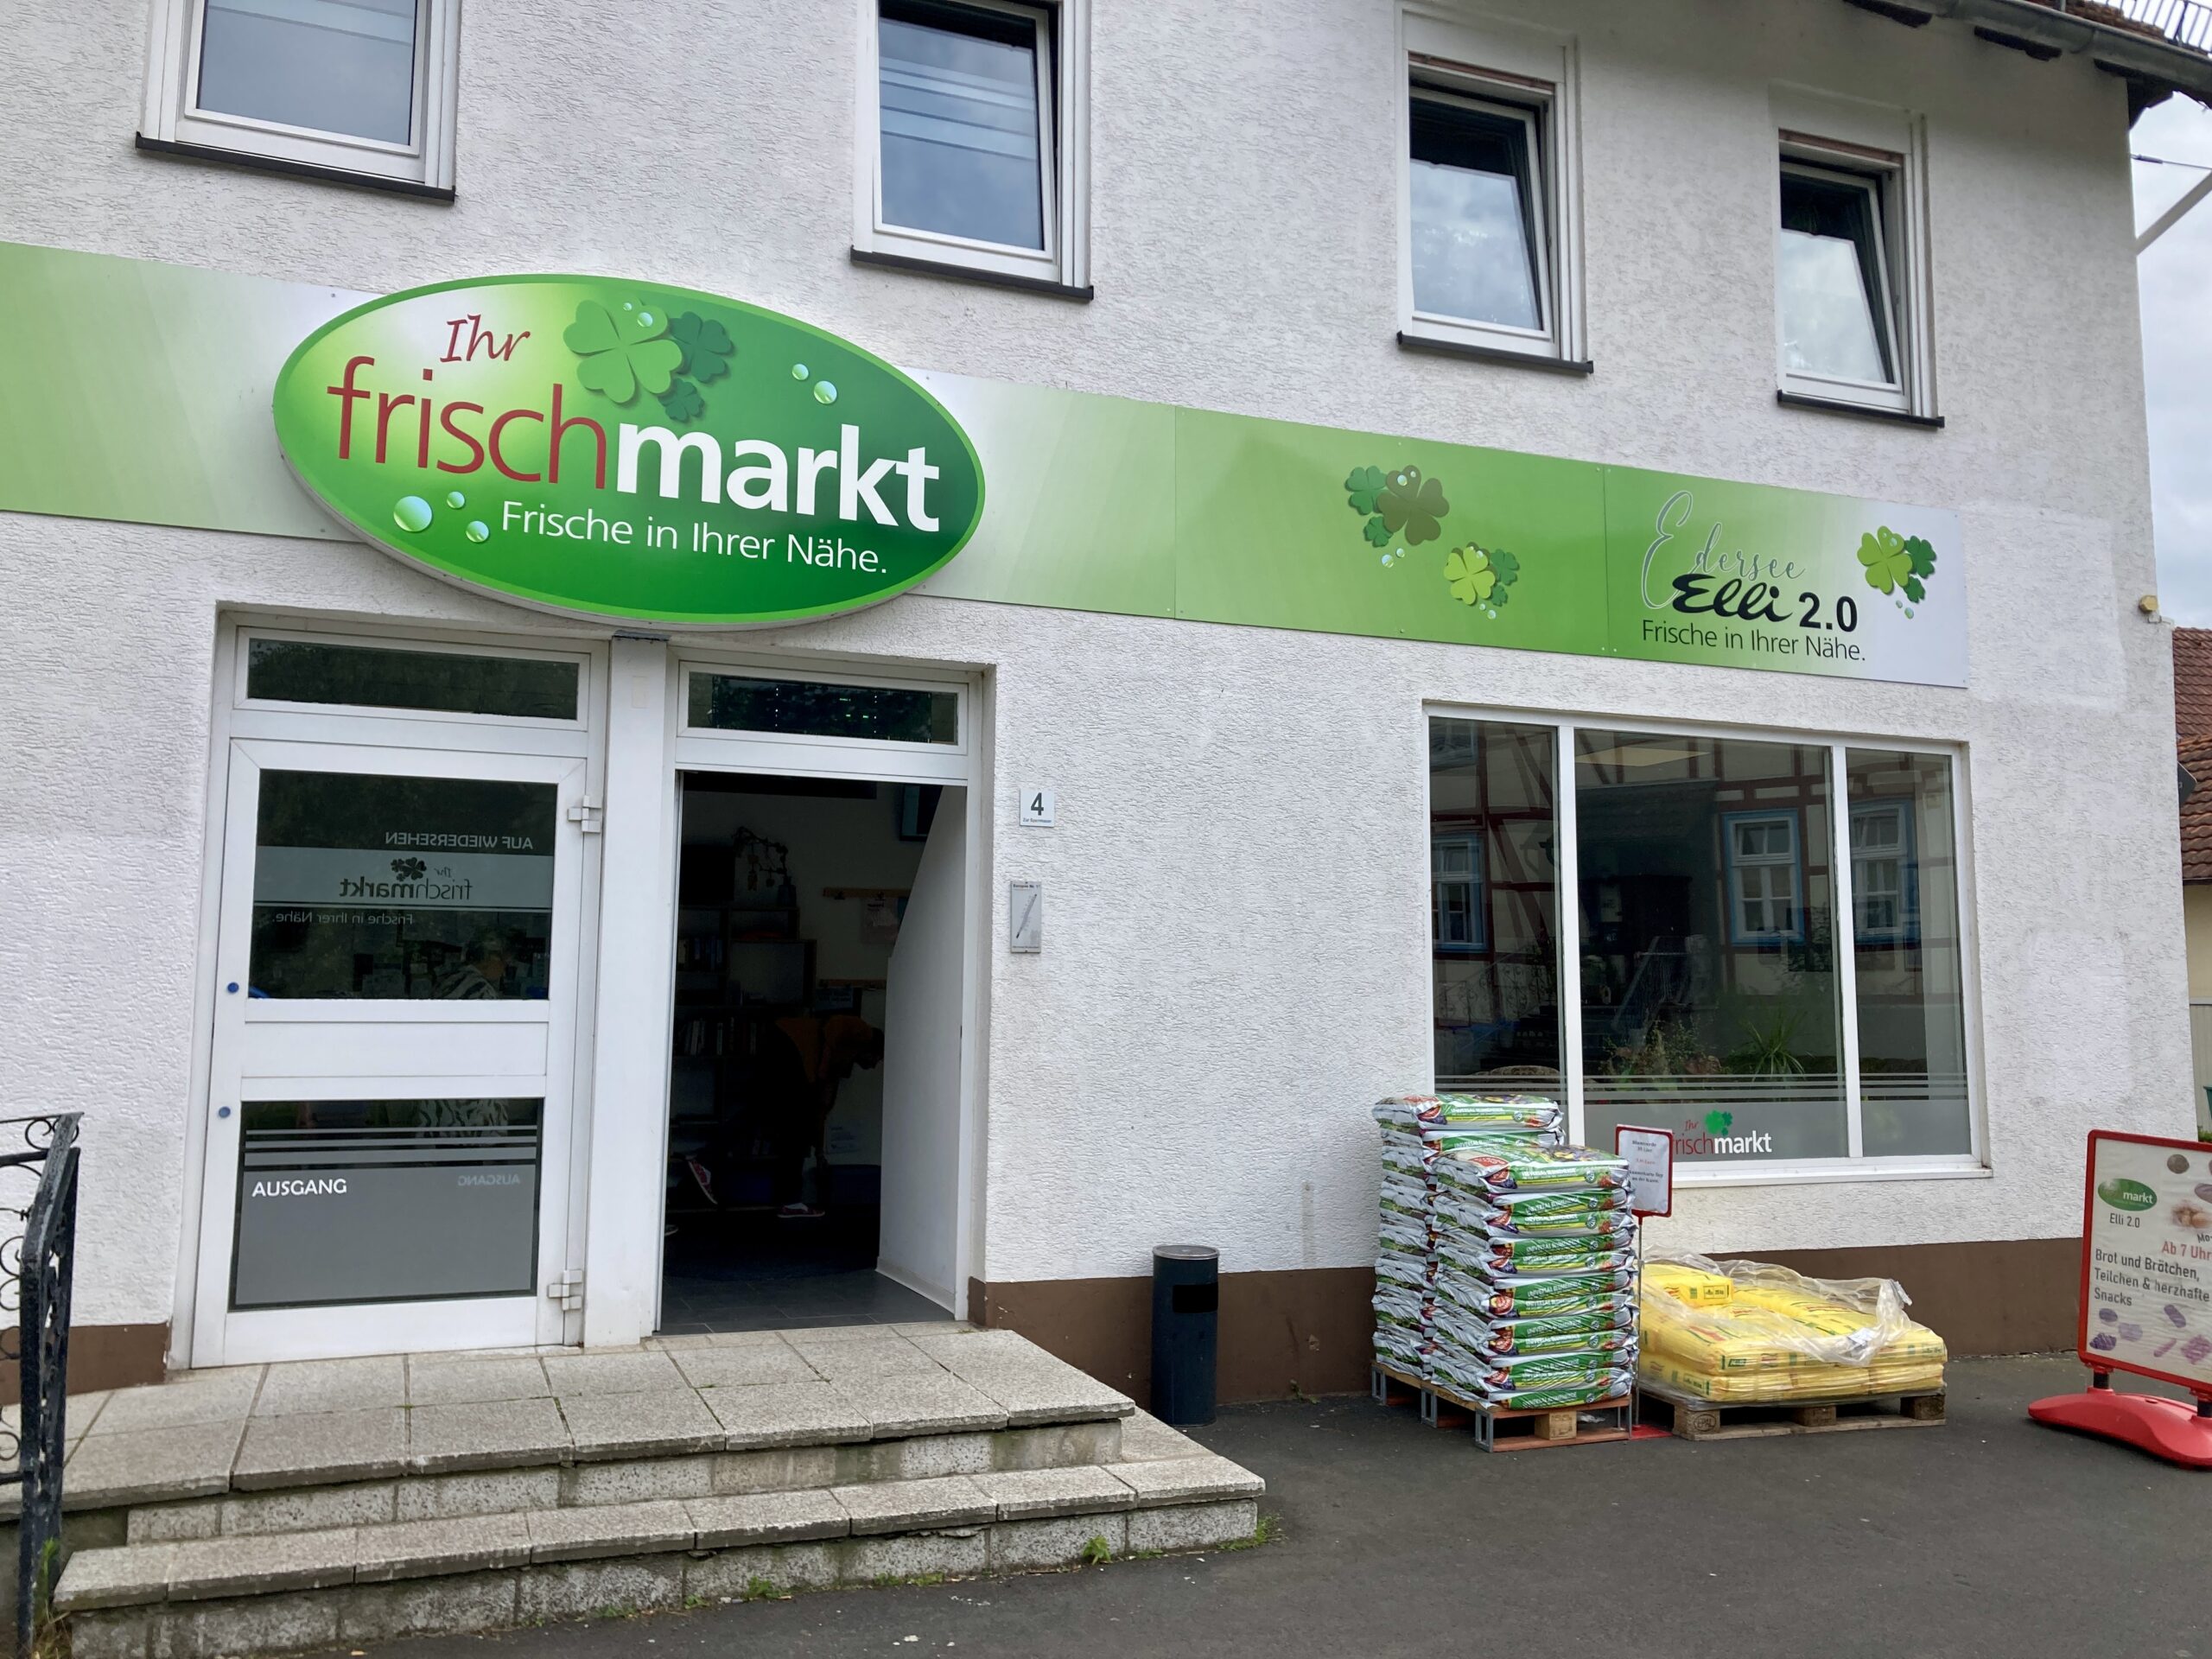 Ihr
frischmarkt
Frische in Ihrer Nähe.
Edersee
Elli 2.0
Frische in Ihrer Nähe.
AUF WIEDERSEHEN
Ihr
frischmarkt
Frische in Ihrer Nähe.
AUSGANG
AUSGANG
4
Ihr
frischmarkt
markt
Elli 2.0
Ab 7 Uhr
Brot und Brötchen,
Teilchen & herzhafte
Snacks